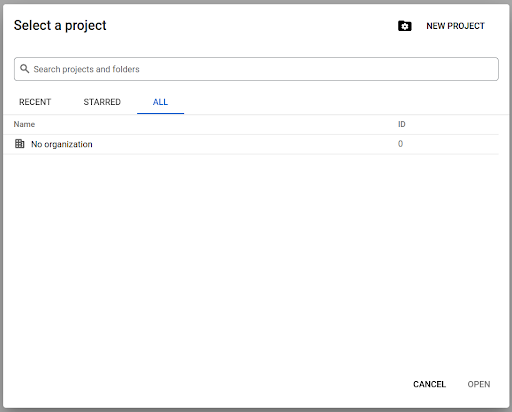 Select a project
NEW PROJECT
Search projects and folders
RECENT STARRED ALL
Name ID
No organization 0
CANCEL OPEN